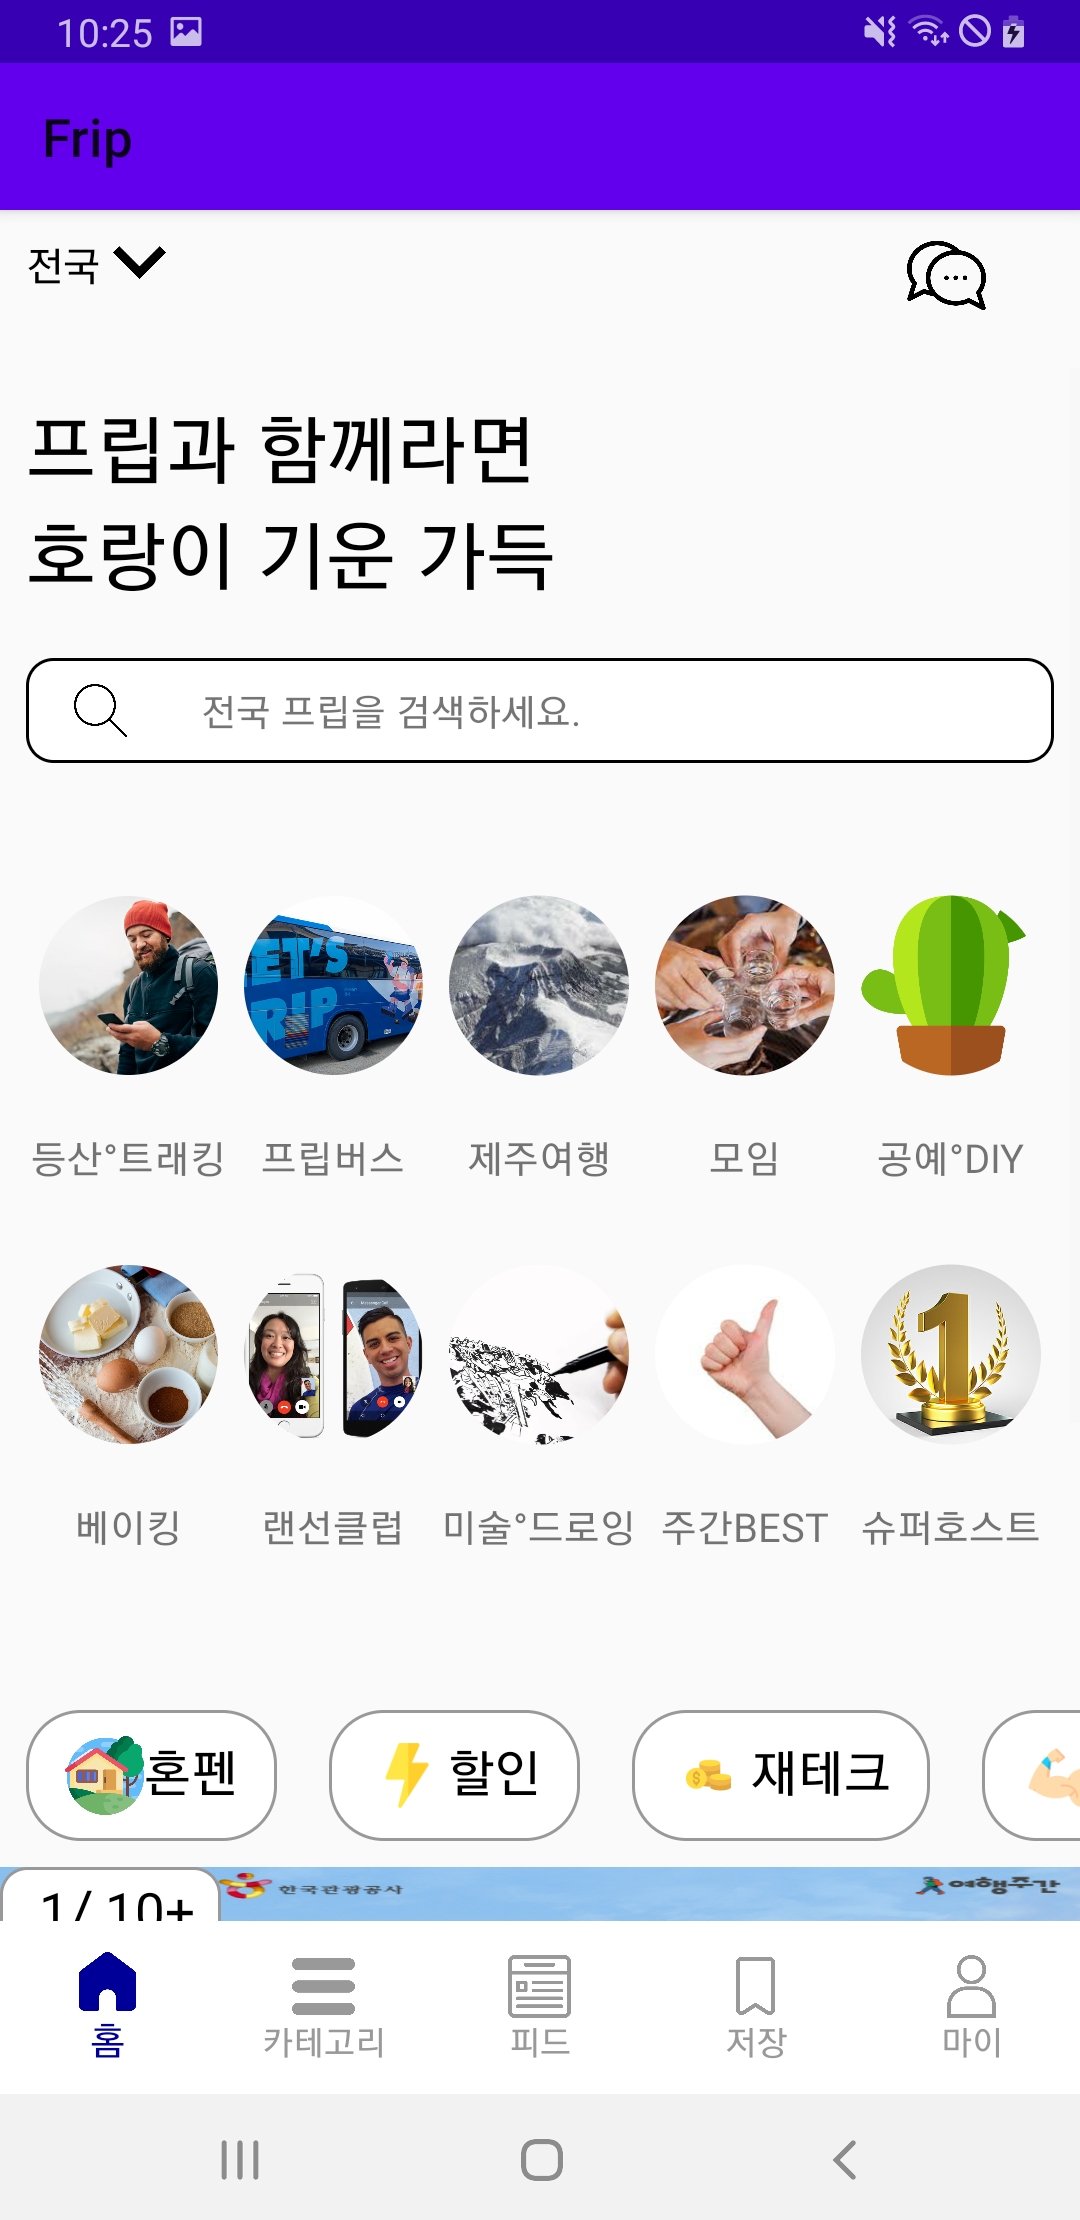 10:25
Frip
전국
프립과 함께라면
호랑이 기운 가득
전국 프립을 검색하세요.
LET'S
등산°트래킹 프립버스 제주여행 모임 공예°DIY
베이킹 랜선클럽 미술°드로잉 주간BEST 슈퍼호스트
혼펜 할인 재테크
1/ 10+ 한국관광공사 여행주간
홈 카테고리 피드 저장 마이